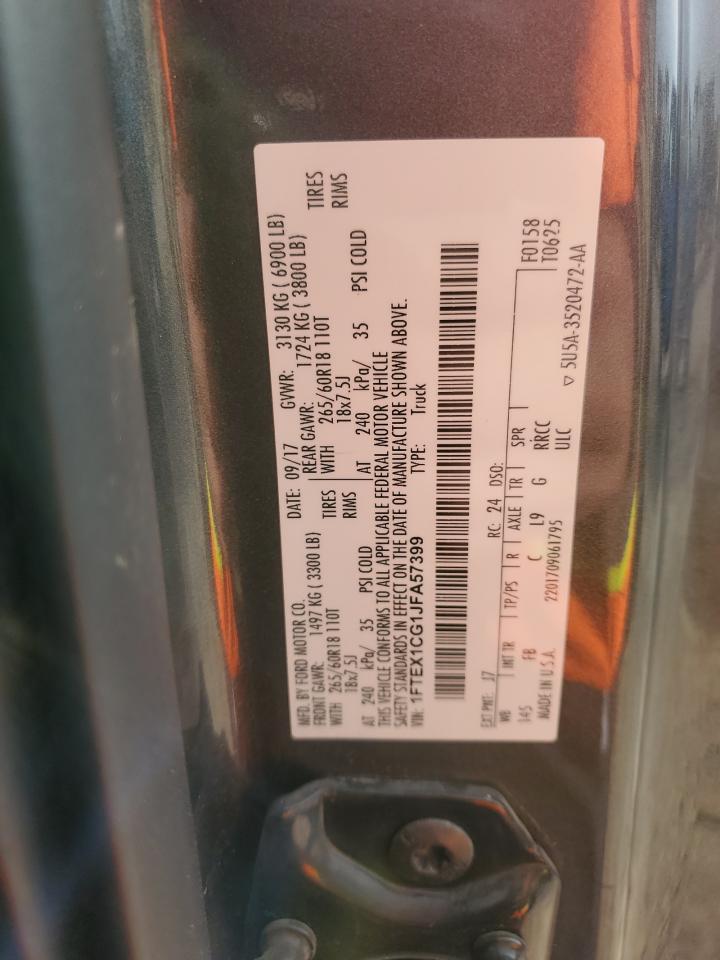 MFD. BY FORD MOTOR CO.
DATE: 09/17 GVWR: 3130 KG ( 6900 LB)
FRONT GAWR: 1497 KG ( 3300 LB) REAR GAWR: 1724 KG ( 3800 LB)
WITH 265/60R18 110T TIRES WITH 265/60R18 110T TIRES
18x7.5J RIMS 18x7.5J RIMS
AT 240 kPa/ 35 PSI COLD AT 240 kPa/ 35 PSI COLD
THIS VEHICLE CONFORMS TO ALL APPLICABLE FEDERAL MOTOR VEHICLE
SAFETY STANDARDS IN EFFECT ON THE DATE OF MANUFACTURE SHOWN ABOVE.
VIN: 1FTEX1CG1JFA57399 TYPE: Truck
EXT PNT: J7 RC: 24 DSO:
WB INT TR TP/PS R AXLE TR SPR F0158
145 FB C L9 G RRCC T0625
MADE IN U.S.A. 2201709061795 ULC
▽ 5U5A-3520472-AA